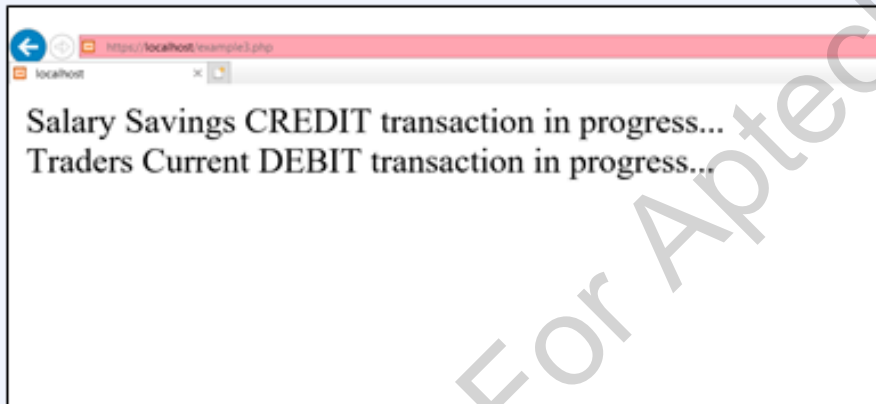 https://localhost/example3.php
localhost
Salary Savings CREDIT transaction in progress...
Traders Current DEBIT transaction in progress...
For Aptech